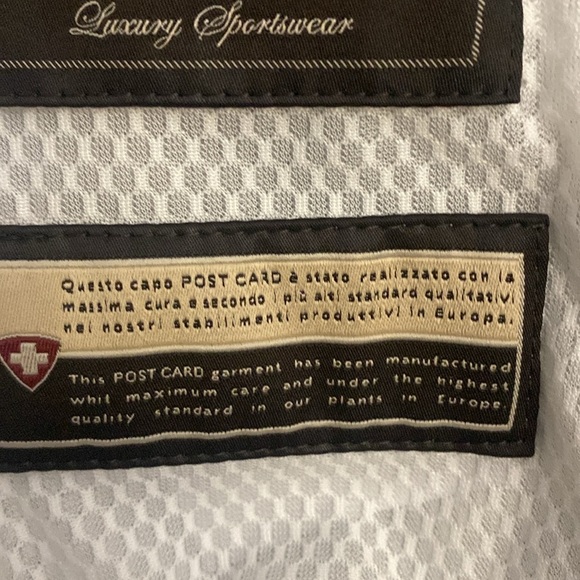 Luxury Sportswear
Questo capo POST CARD è stato realizzato con la
massima cura e secondo i più alti standard qualitativi
nei nostri stabilimenti produttivi in Europa.
This POST CARD garment has been manufactured
whit maximum care and under the highest
quality standard in our plants in Europe.